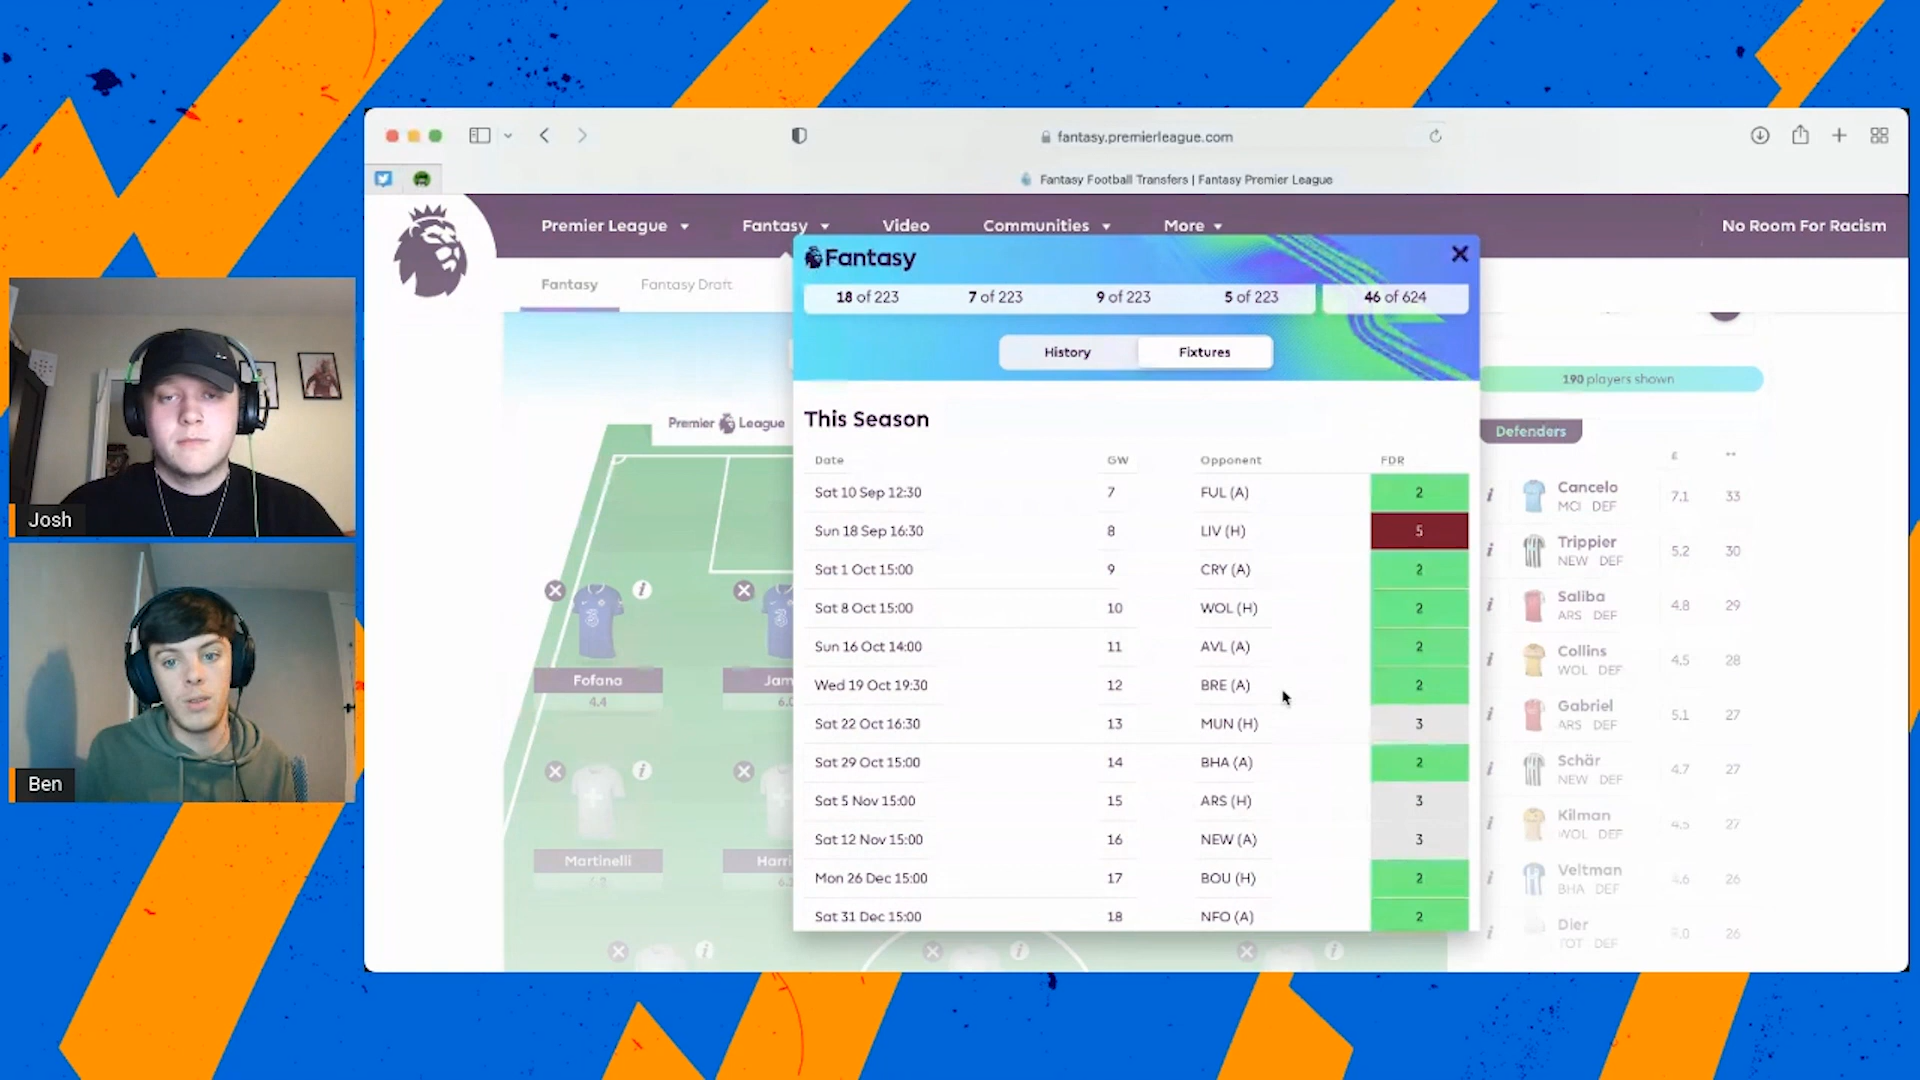 fantasy.premierleague.com
Fantasy Football Transfers | Fantasy Premier League
Premier League
Fantasy
Video
Communities
More
No Room For Racism
Fantasy
Fantasy Draft
Fantasy
18 of 223
7 of 223
9 of 223
5 of 223
46 of 624
History
Fixtures
190 players shown
Premier League
This Season
Defenders
Date GW Opponent FDR
£
Sat 10 Sep 12:30 7 FUL (A) 2
Sun 18 Sep 16:30 8 LIV (H) 5
Sat 1 Oct 15:00 9 CRY (A) 2
Sat 8 Oct 15:00 10 WOL (H) 2
Sun 16 Oct 14:00 11 AVL (A) 2
Wed 19 Oct 19:30 12 BRE (A) 2
Sat 22 Oct 16:30 13 MUN (H) 3
Sat 29 Oct 15:00 14 BHA (A) 2
Sat 5 Nov 15:00 15 ARS (H) 3
Sat 12 Nov 15:00 16 NEW (A) 3
Mon 26 Dec 15:00 17 BOU (H) 2
Sat 31 Dec 15:00 18 NFO (A) 2
Cancelo
MCI DEF
7.1 33
Trippier
NEW DEF
5.2 30
Saliba
ARS DEF
4.8 29
Collins
WOL DEF
4.5 28
Gabriel
ARS DEF
5.1 27
Schär
NEW DEF
4.7 27
Kilman
WOL DEF
4.5 27
Veltman
BHA DEF
4.6 26
Dier
TOT DEF
26
Fofana
4.4
Jam
Martinelli
Harri
Josh
Ben